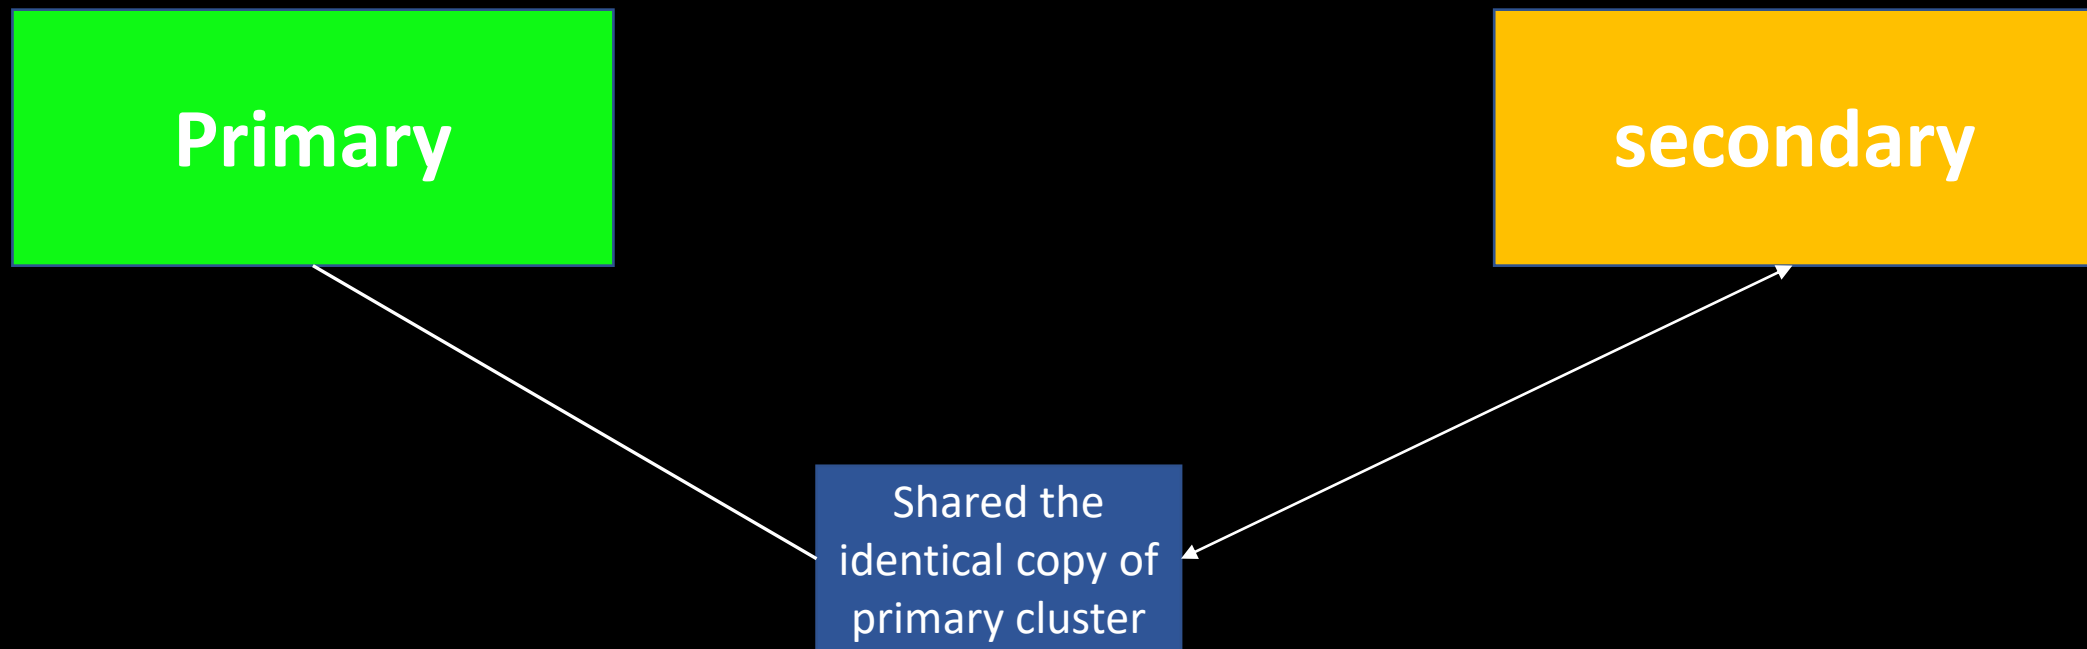 Primary
secondary
Shared the
identical copy of
primary cluster